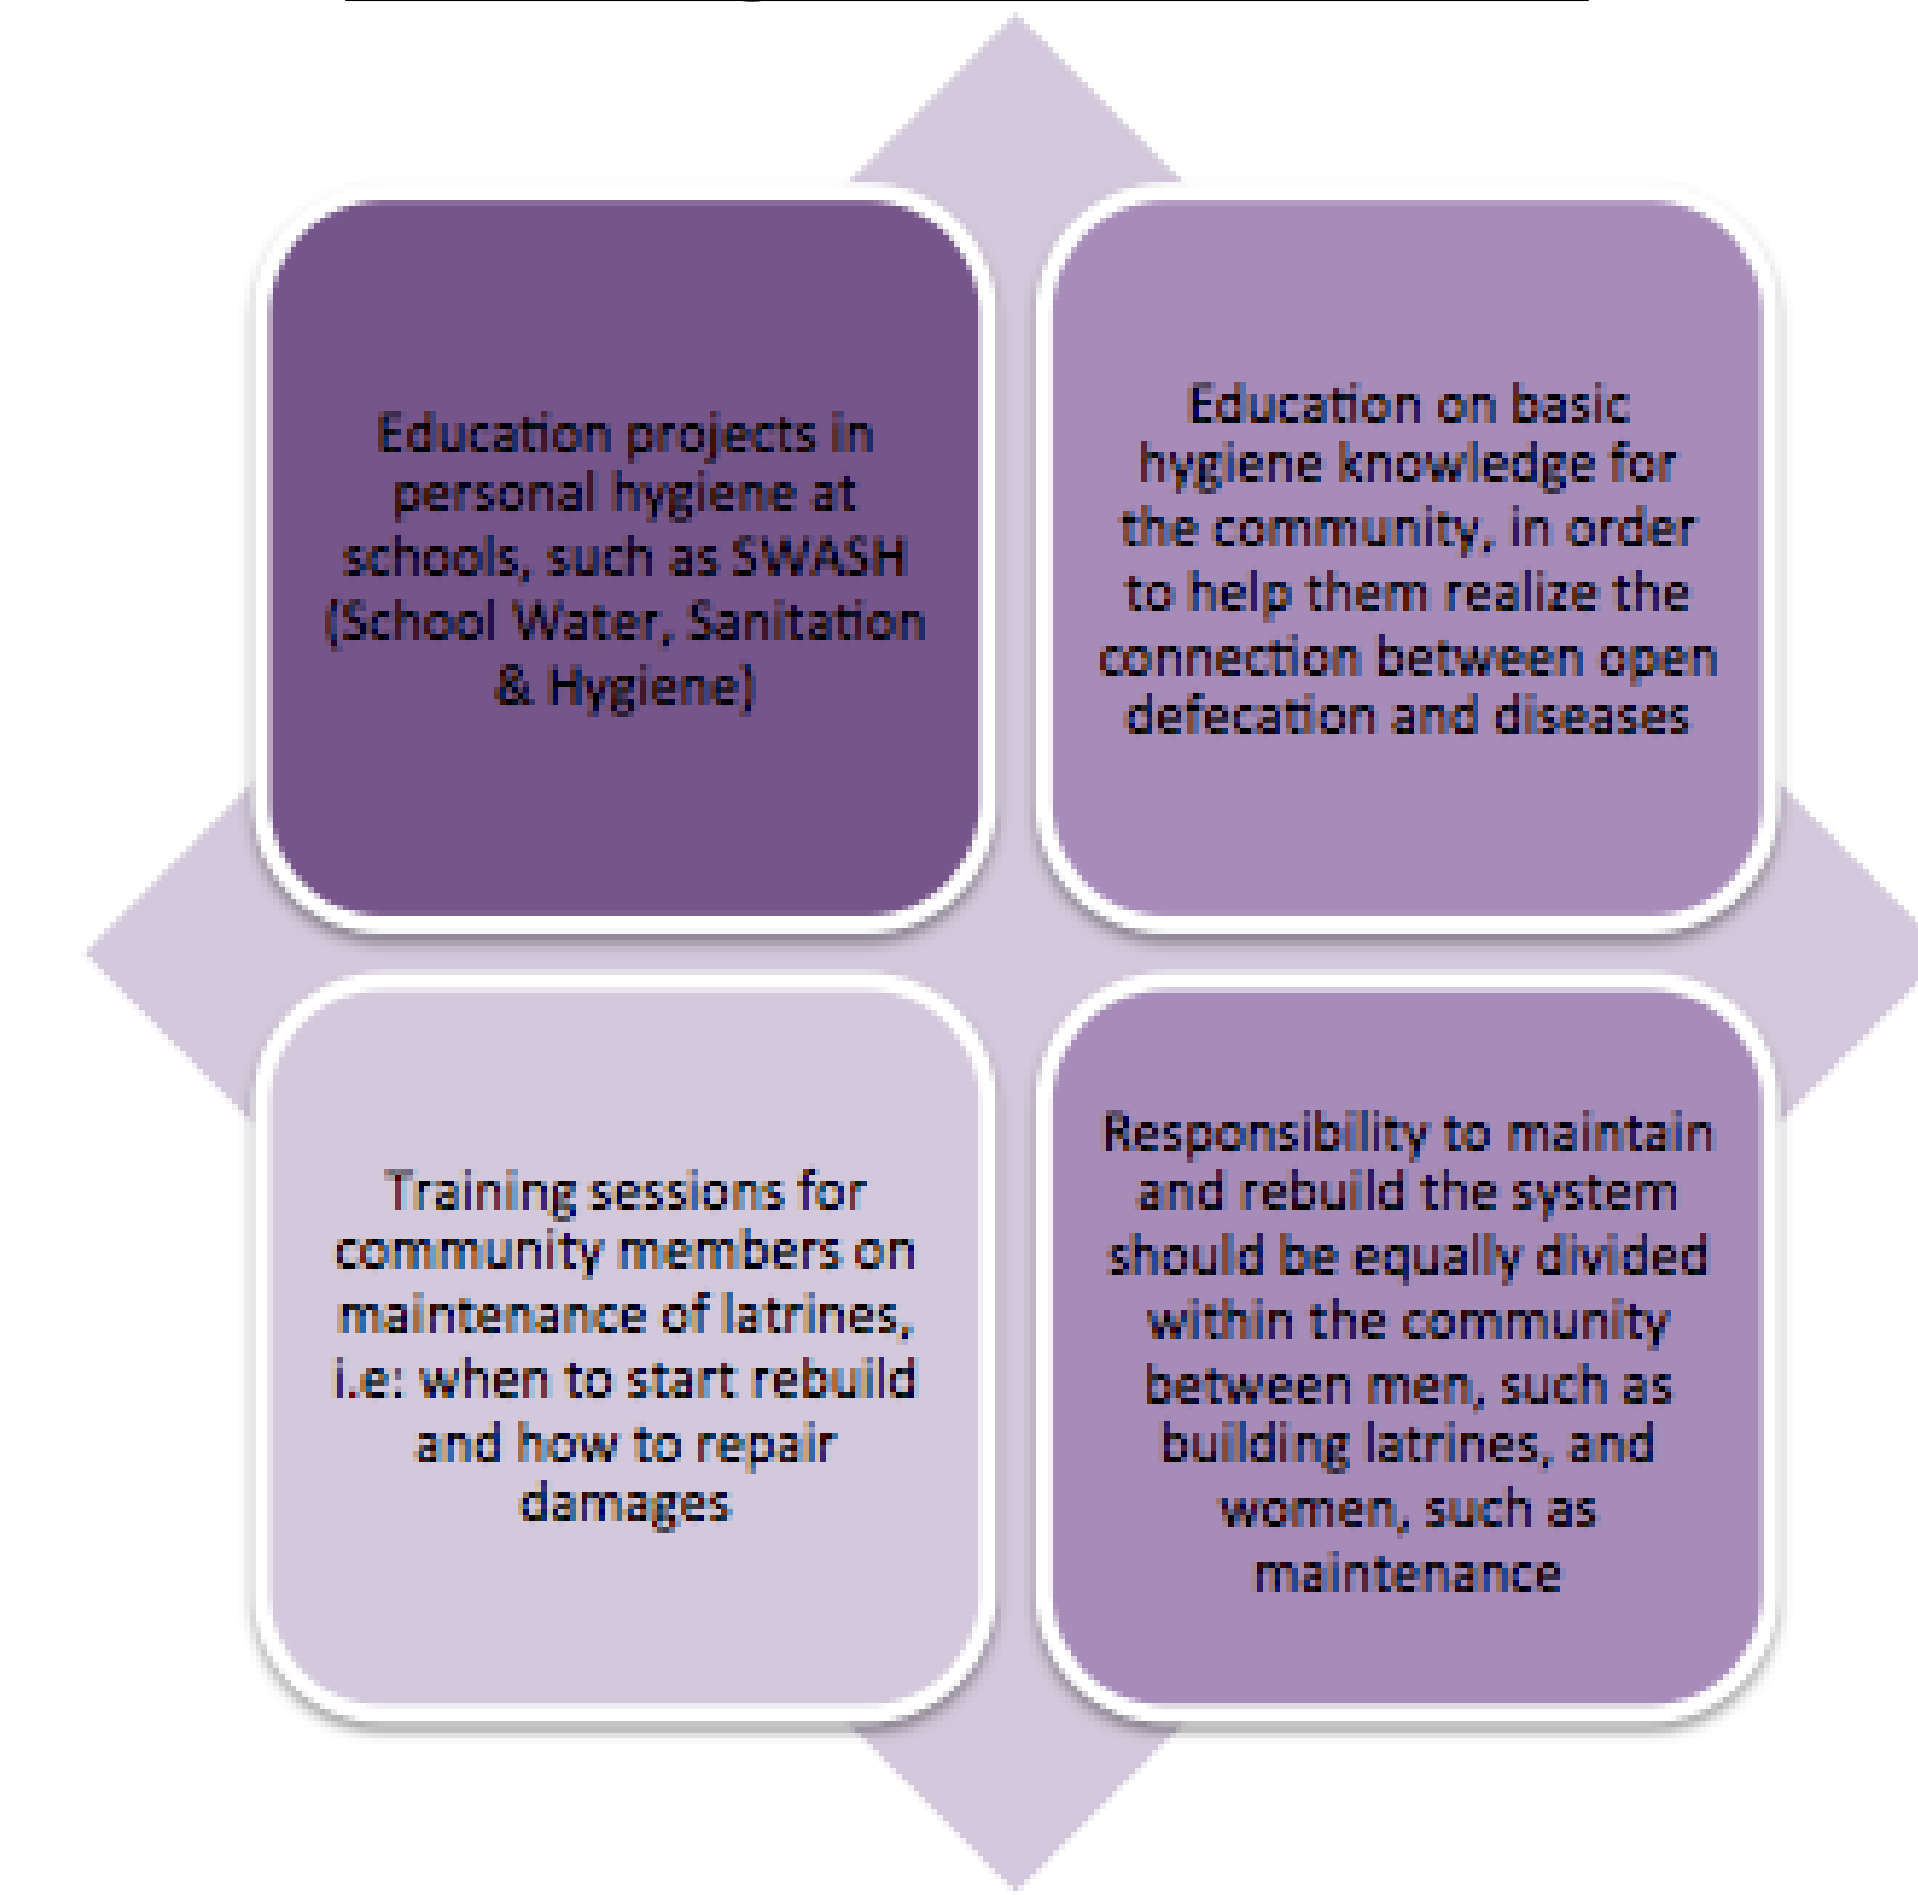 Education projects in
personal hygiene at
schools, such as SWASH
(School Water, Sanitation
& Hygiene)
Education on basic
hygiene knowledge for
the community, in order
to help them realize the
connection between open
defecation and diseases
Training sessions for
community members on
maintenance of latrines,
i.e: when to start rebuild
and how to repair
damages
Responsibility to maintain
and rebuild the system
should be equally divided
within the community
between men, such as
building latrines, and
women, such as
maintenance